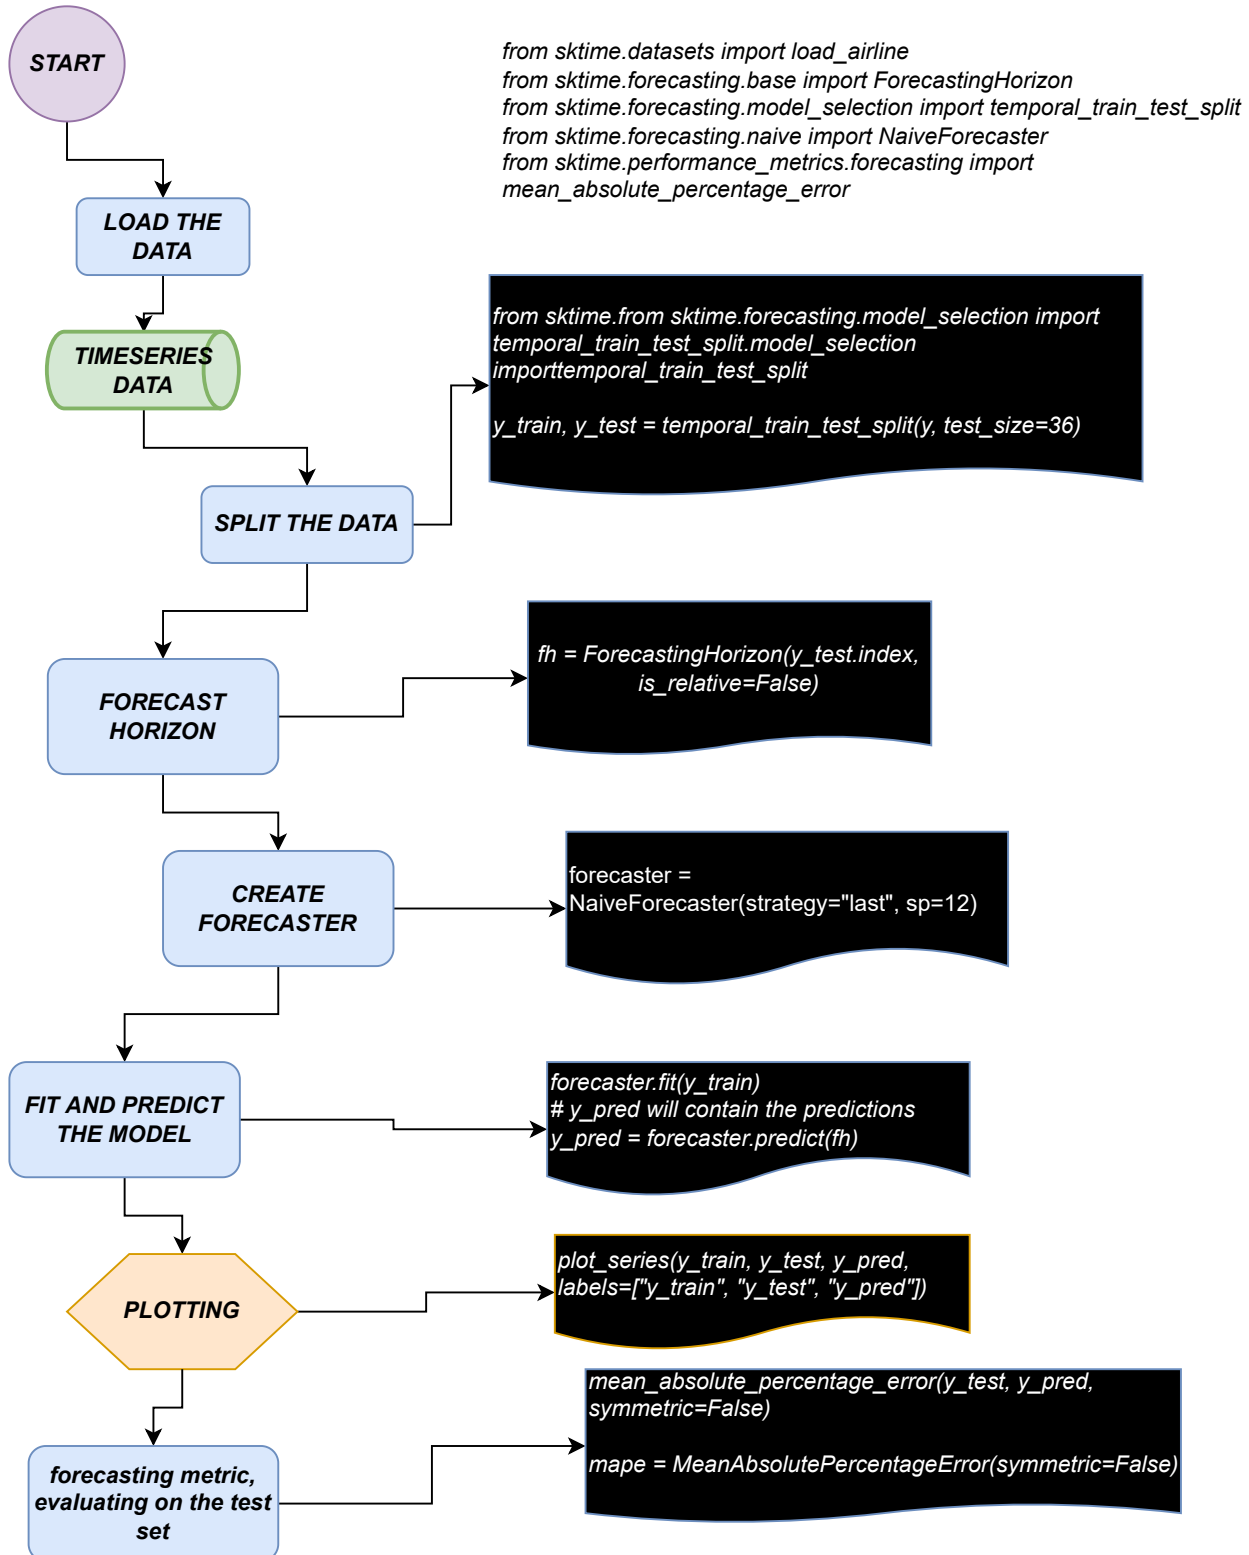 START
from sktime.datasets import load_airline
from sktime.forecasting.base import ForecastingHorizon
from sktime.forecasting.model_selection import temporal_train_test_split
from sktime.forecasting.naive import NaiveForecaster
from sktime.performance_metrics.forecasting import
mean_absolute_percentage_error
LOAD THE
DATA
TIMESERIES
DATA
from sktime.from sktime.forecasting.model_selection import
temporal_train_test_split.model_selection
importtemporal_train_test_split
y_train, y_test = temporal_train_test_split(y, test_size=36)
SPLIT THE DATA
FORECAST
HORIZON
fh = ForecastingHorizon(y_test.index,
is_relative=False)
CREATE
FORECASTER
forecaster =
NaiveForecaster(strategy="last", sp=12)
FIT AND PREDICT
THE MODEL
forecaster.fit(y_train)
# y_pred will contain the predictions
y_pred = forecaster.predict(fh)
PLOTTING
plot_series(y_train, y_test, y_pred,
labels=["y_train", "y_test", "y_pred"])
forecasting metric,
evaluating on the test
set
mean_absolute_percentage_error(y_test, y_pred,
symmetric=False)
mape = MeanAbsolutePercentageError(symmetric=False)